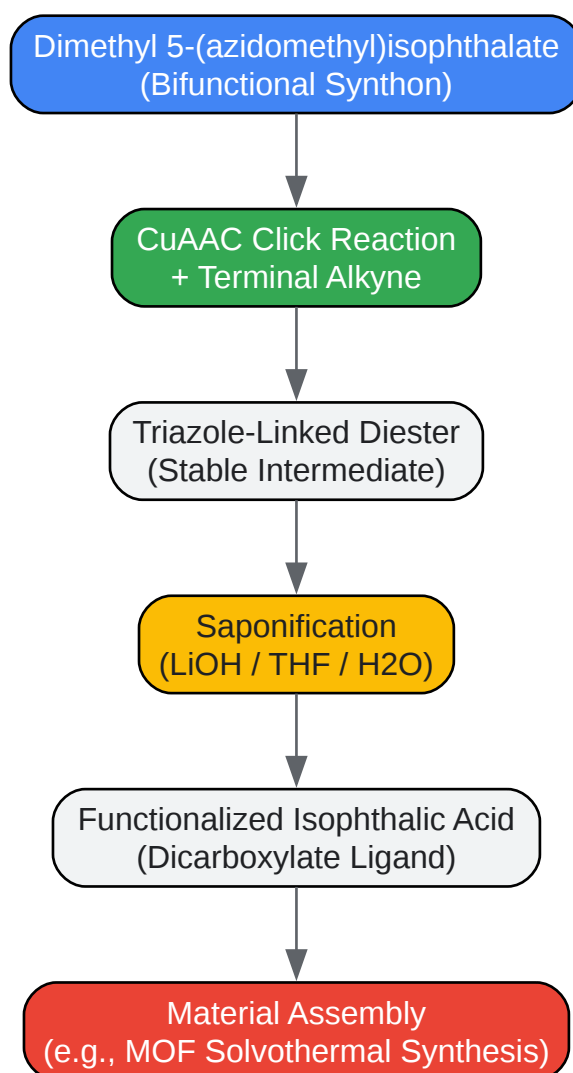 Dimethyl 5-(azidomethyl)isophthalate
(Bifunctional Synthon)
CuAAC Click Reaction
+ Terminal Alkyne
Triazole-Linked Diester
(Stable Intermediate)
Saponification
(LiOH / THF / H2O)
Functionalized Isophthalic Acid
(Dicarboxylate Ligand)
Material Assembly
(e.g., MOF Solvothermal Synthesis)